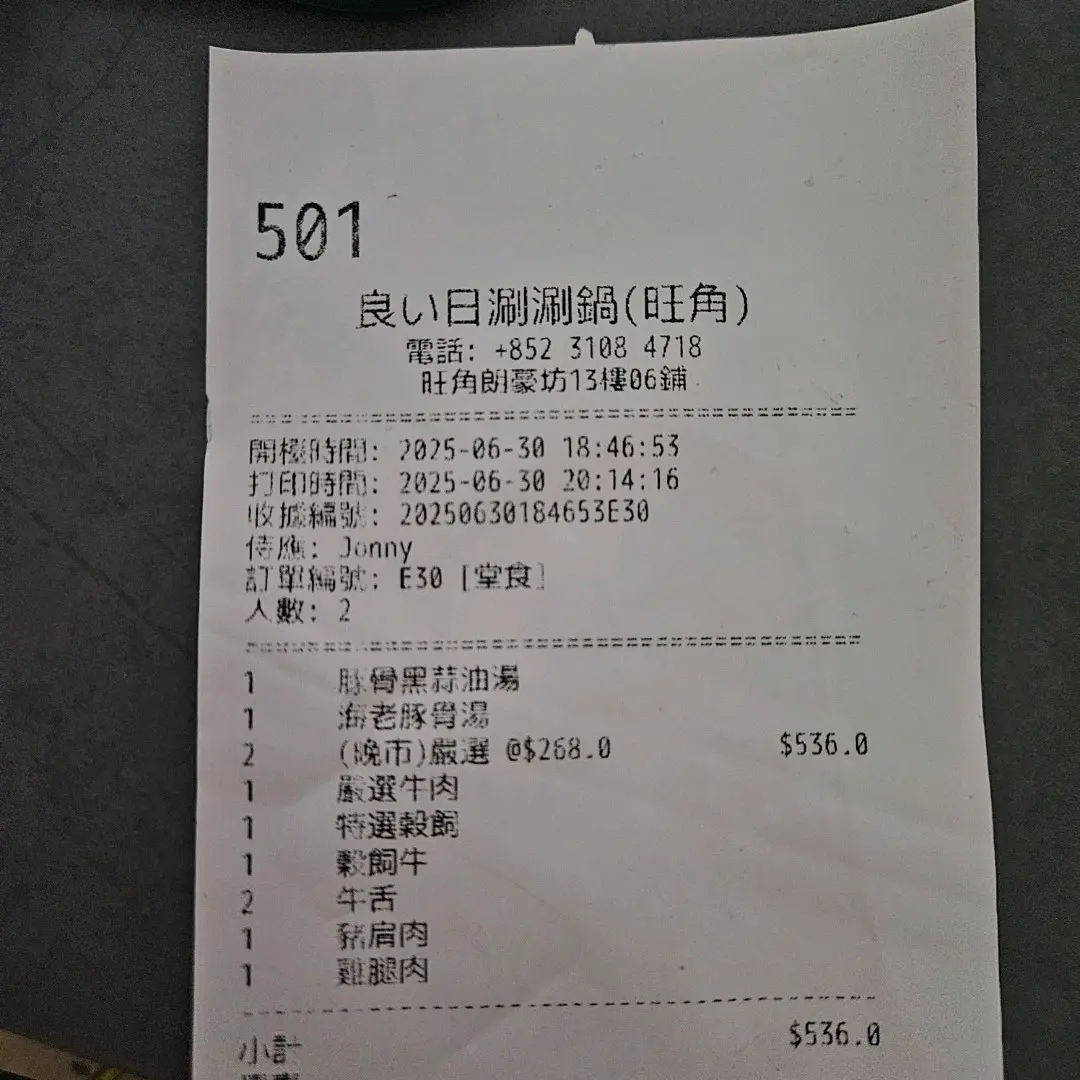 501
良い日涮涮鍋(旺角)
電話: +852 3108 4718
旺角朗豪坊13樓06鋪
開檯時間: 2025-06-30 18:46:53
打印時間: 2025-06-30 20:14:16
收據編號: 20250630184653E30
侍應: Jonny
訂單編號: E30 [堂食]
人數: 2
1 豚骨黑蒜油湯
1 海老豚骨湯
2 (晚市)嚴選 @$268.0 $536.0
1 嚴選牛肉
1 特選穀飼
1 穀飼牛
2 牛舌
1 豬肩肉
1 雞腿肉
小計 $536.0